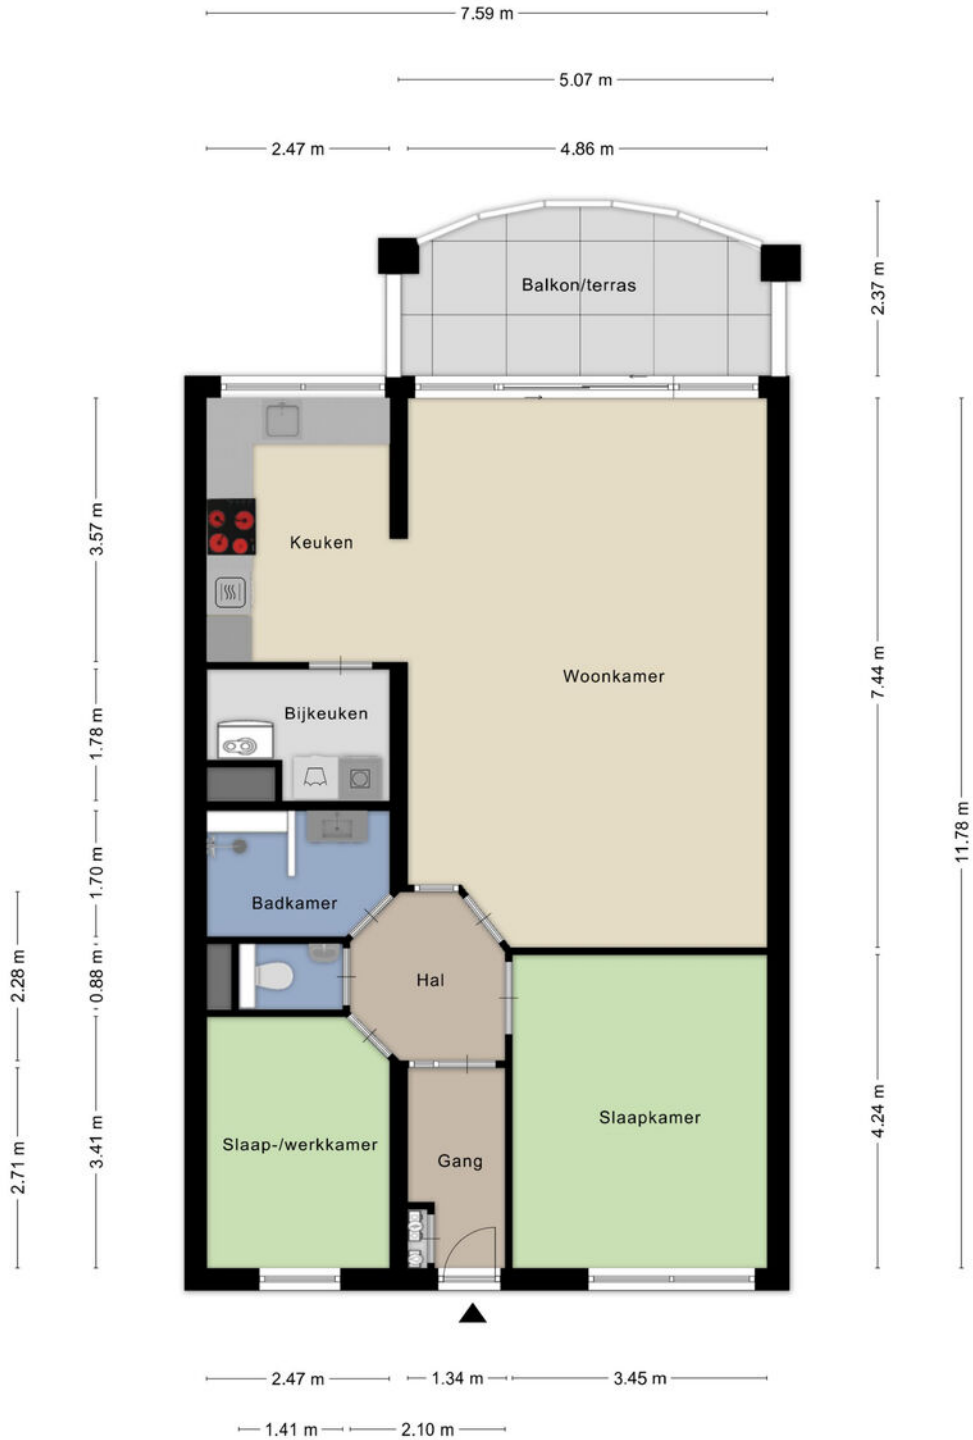 7.59 m
5.07 m
2.47 m
4.86 m
Balkon/terras
2.37 m
3.57 m
Keuken
Woonkamer
7.44 m
Bijkeuken
1.78 m
11.78 m
1.70 m
Badkamer
2.28 m
0.88 m
Hal
Slaapkamer
4.24 m
Slaap-/werkkamer
3.41 m
2.71 m
Gang
2.47 m
1.34 m
3.45 m
1.41 m
2.10 m